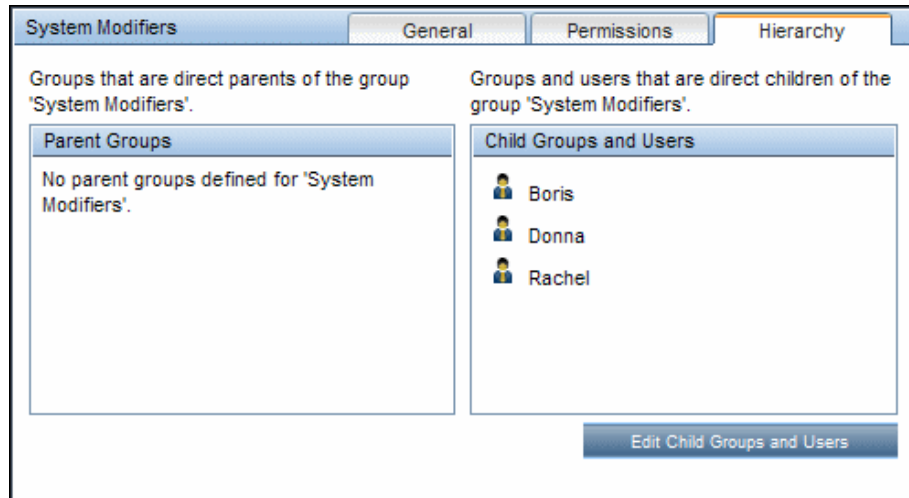 System Modifiers
General
Permissions
Hierarchy
Groups that are direct parents of the group
'System Modifiers'.
Parent Groups
No parent groups defined for 'System
Modifiers'.
Groups and users that are direct children of the
group 'System Modifiers'.
Child Groups and Users
Boris
Donna
Rachel
Edit Child Groups and Users